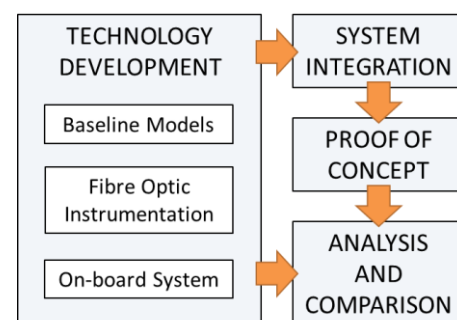 TECHNOLOGY
DEVELOPMENT
Baseline Models
Fibre Optic
Instrumentation
On-board System
SYSTEM
INTEGRATION
PROOF OF
CONCEPT
ANALYSIS
AND
COMPARISON